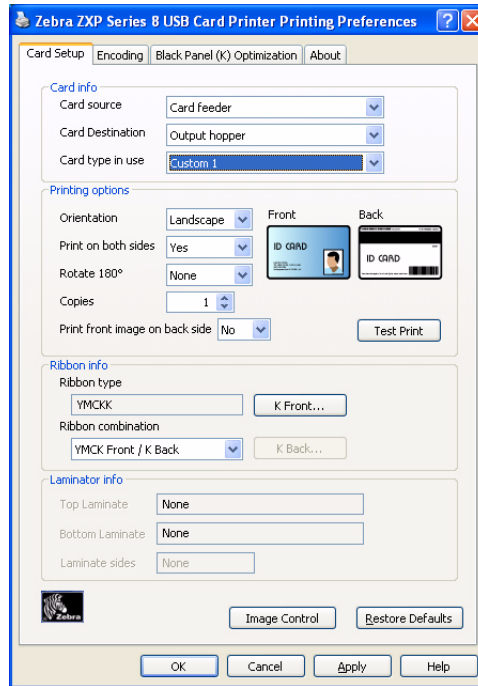 Zebra ZXP Series 8 USB Card Printer Printing Preferences
Card Setup Encoding Black Panel (K) Optimization About
Card info
Card source Card feeder
Card Destination Output hopper
Card type in use Custom 1
Printing options
Orientation Landscape Front Back
Print on both sides Yes
ID CARD ID CARD
Rotate 180° None
Copies 1
Print front image on back side No Test Print
Ribbon info
Ribbon type
YMCKK K Front...
Ribbon combination
YMCK Front / K Back K Back...
Laminator info
Top Laminate None
Bottom Laminate None
Laminate sides None
Zebra
Image Control Restore Defaults
OK Cancel Apply Help